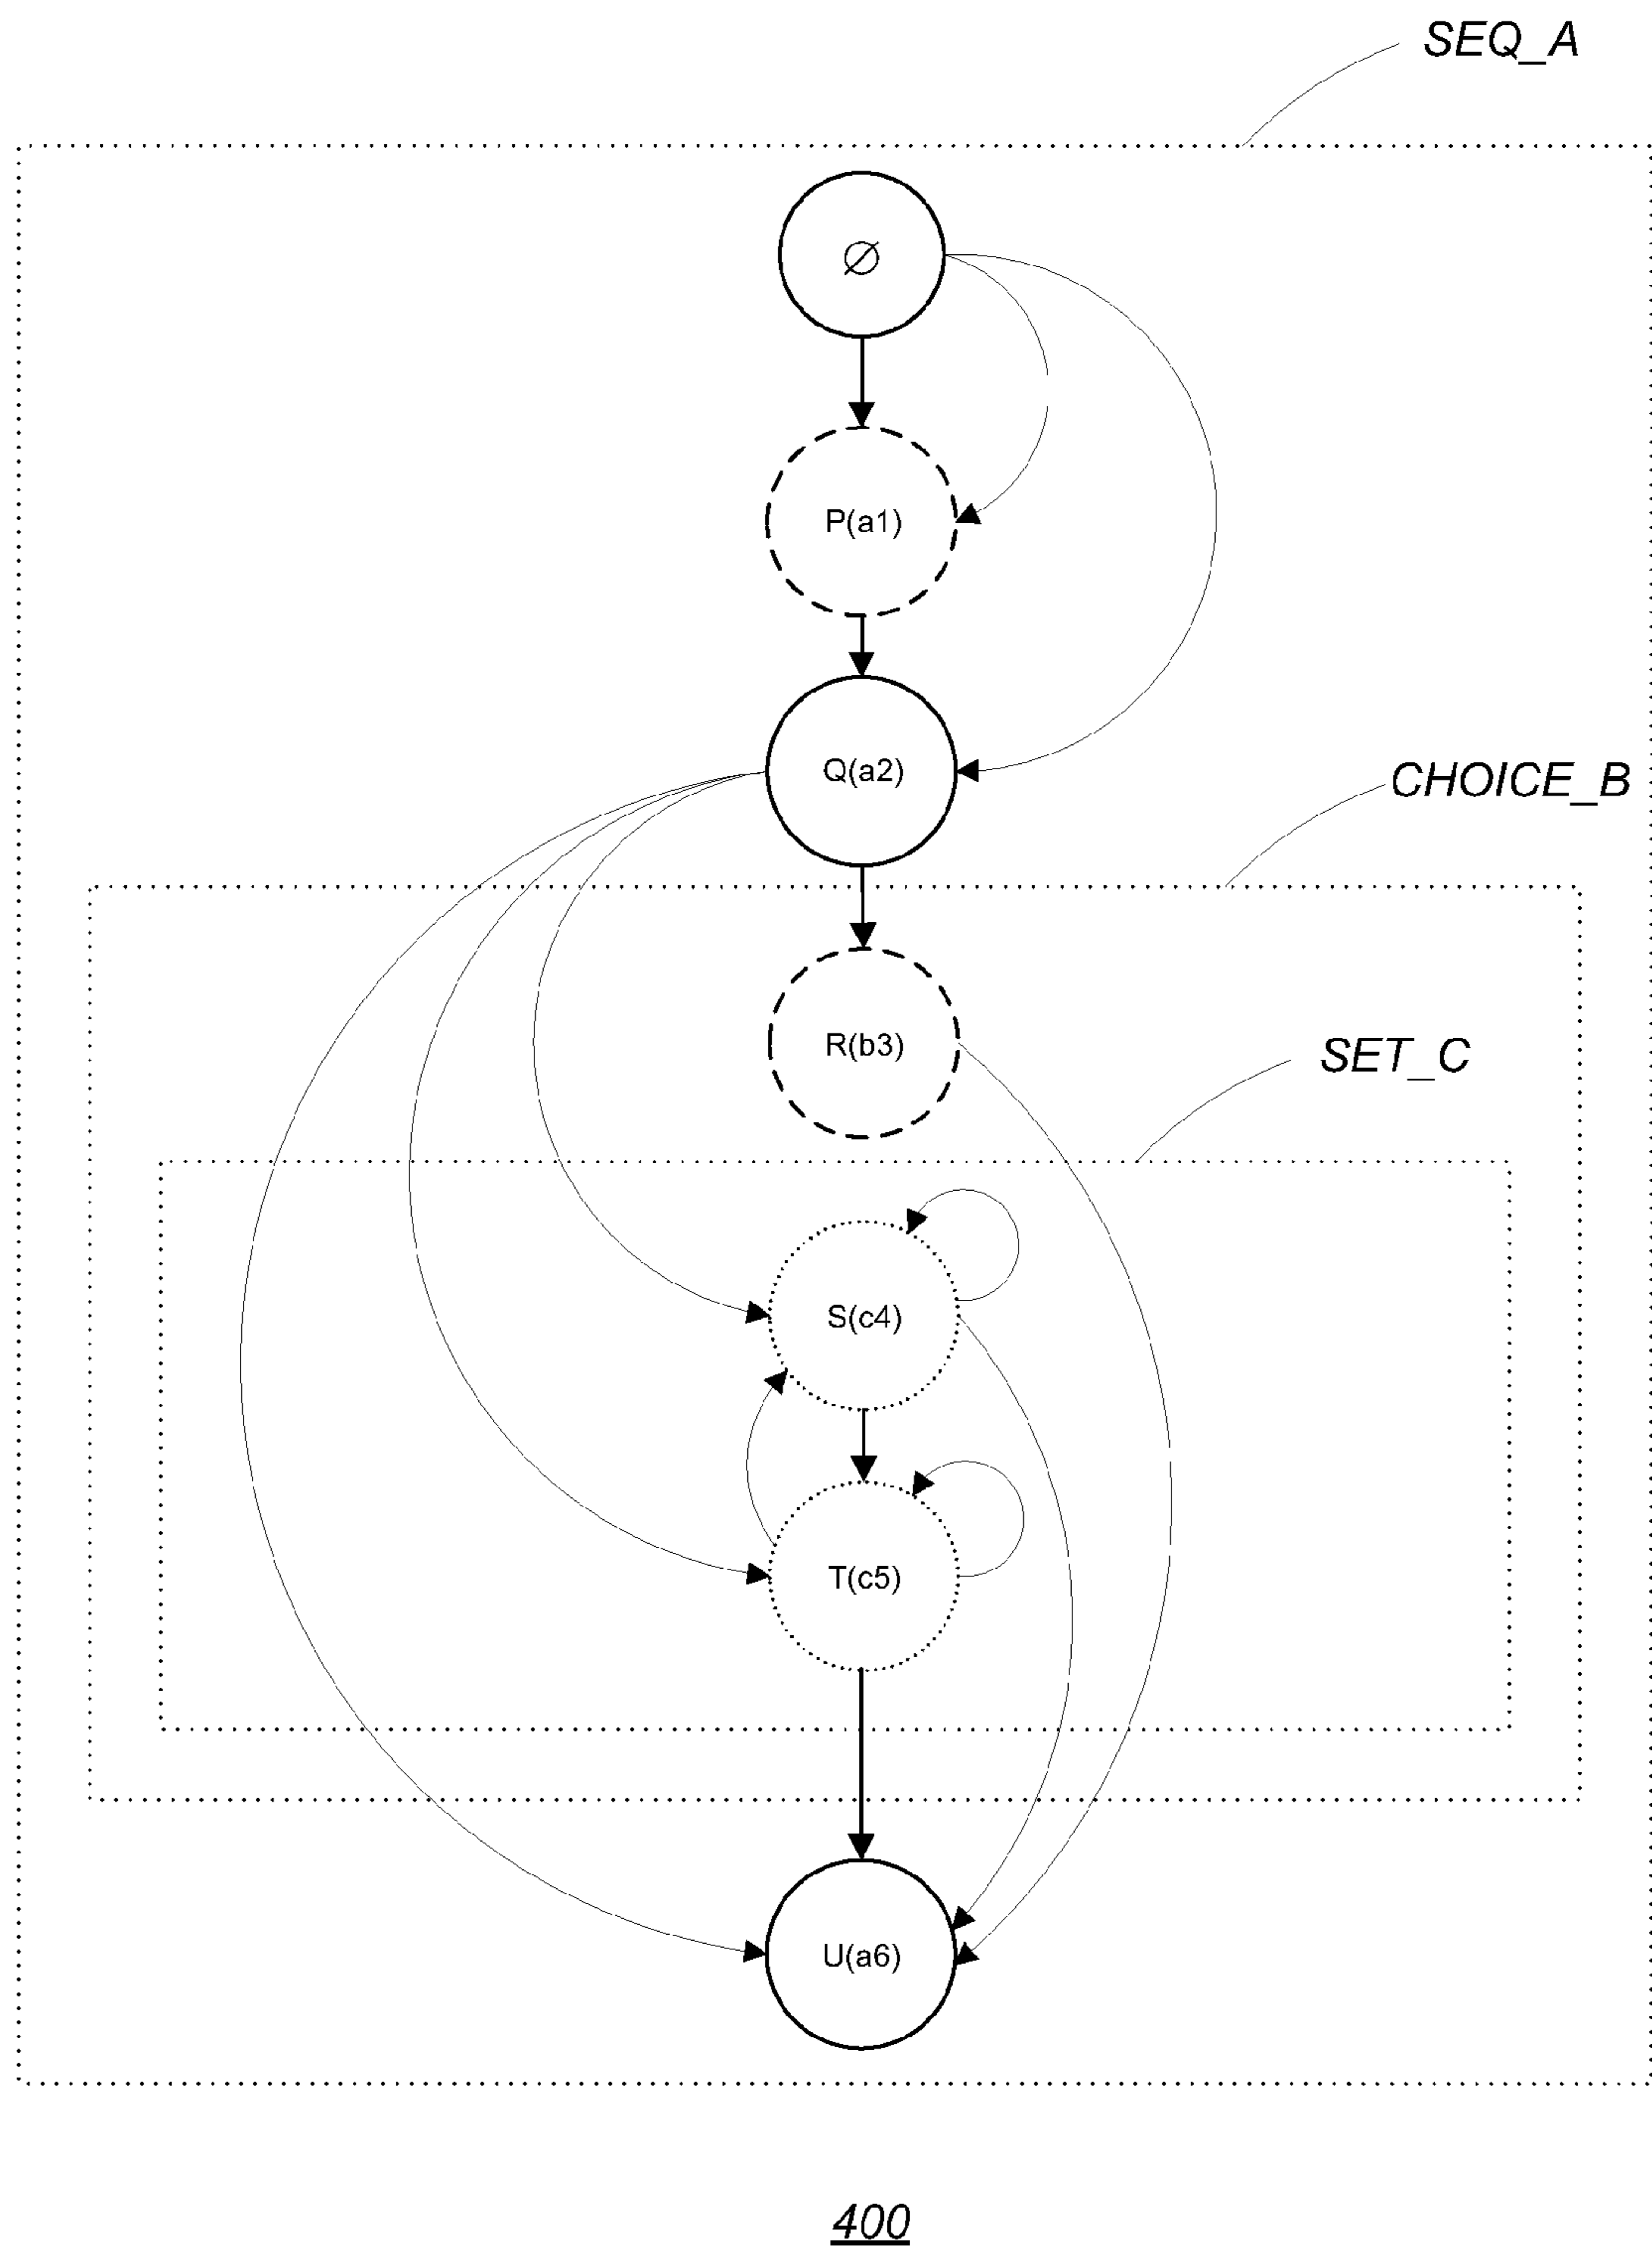 SEQ_A
∅
P(a1)
Q(a2)
CHOICE_B
R(b3)
SET_C
S(c4)
T(c5)
U(a6)
400